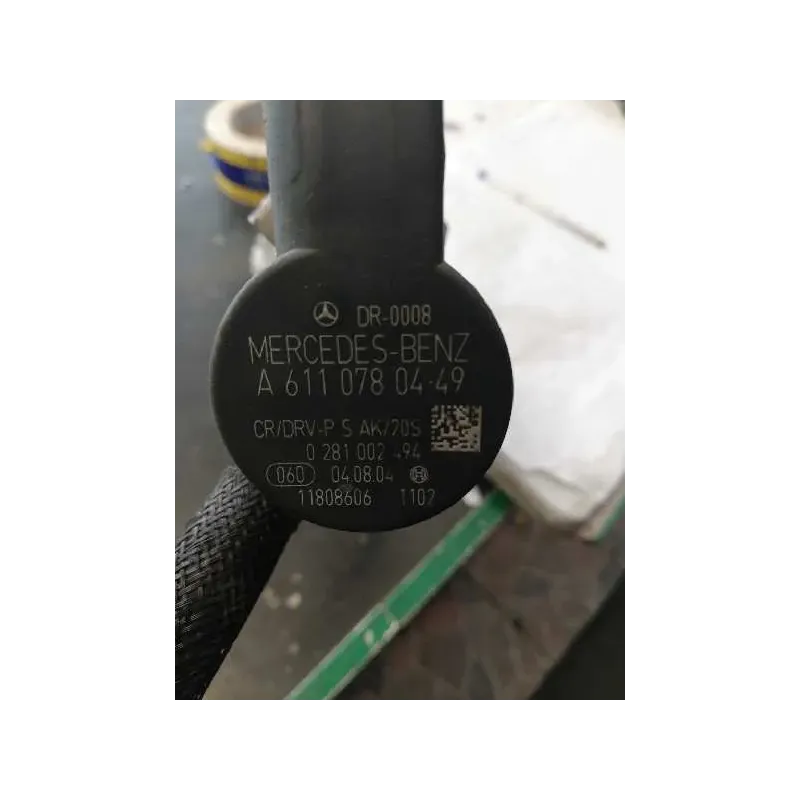 DR-0008
MERCEDES-BENZ
A 611 078 04-49
CR/DRV-P S AK/20S
0 281 002 494
060 04.08.04
11808606 1102